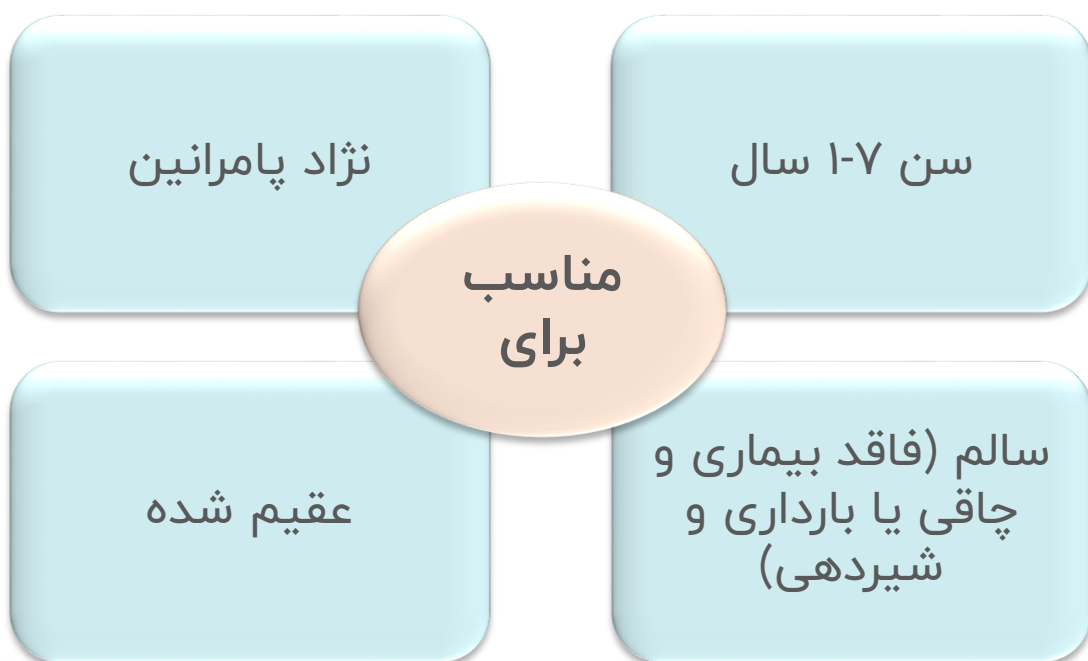 سن ۷-۱ سال
نژاد پامرانین
مناسب
برای
سالم (فاقد بیماری و
چاقی یا بارداری و
شیردهی)
عقیم شده